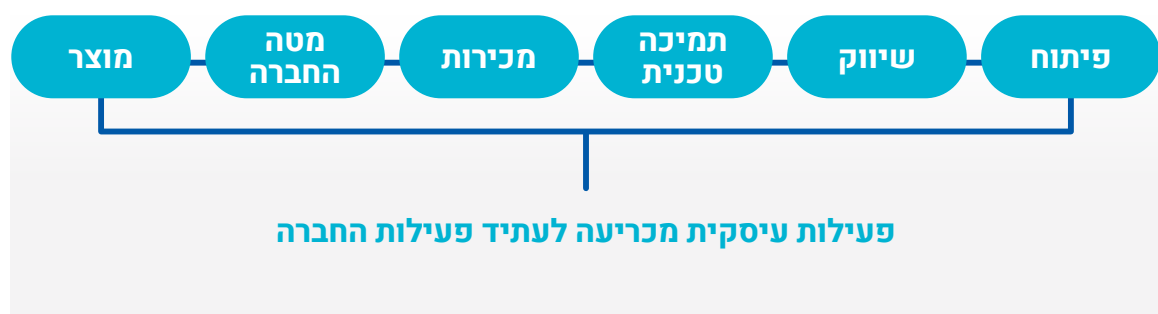 פיתוח
שיווק
תמיכה
טכנית
מכירות
מטה
החברה
מוצר
פעילות עיסקית מכריעה לעתיד פעילות החברה